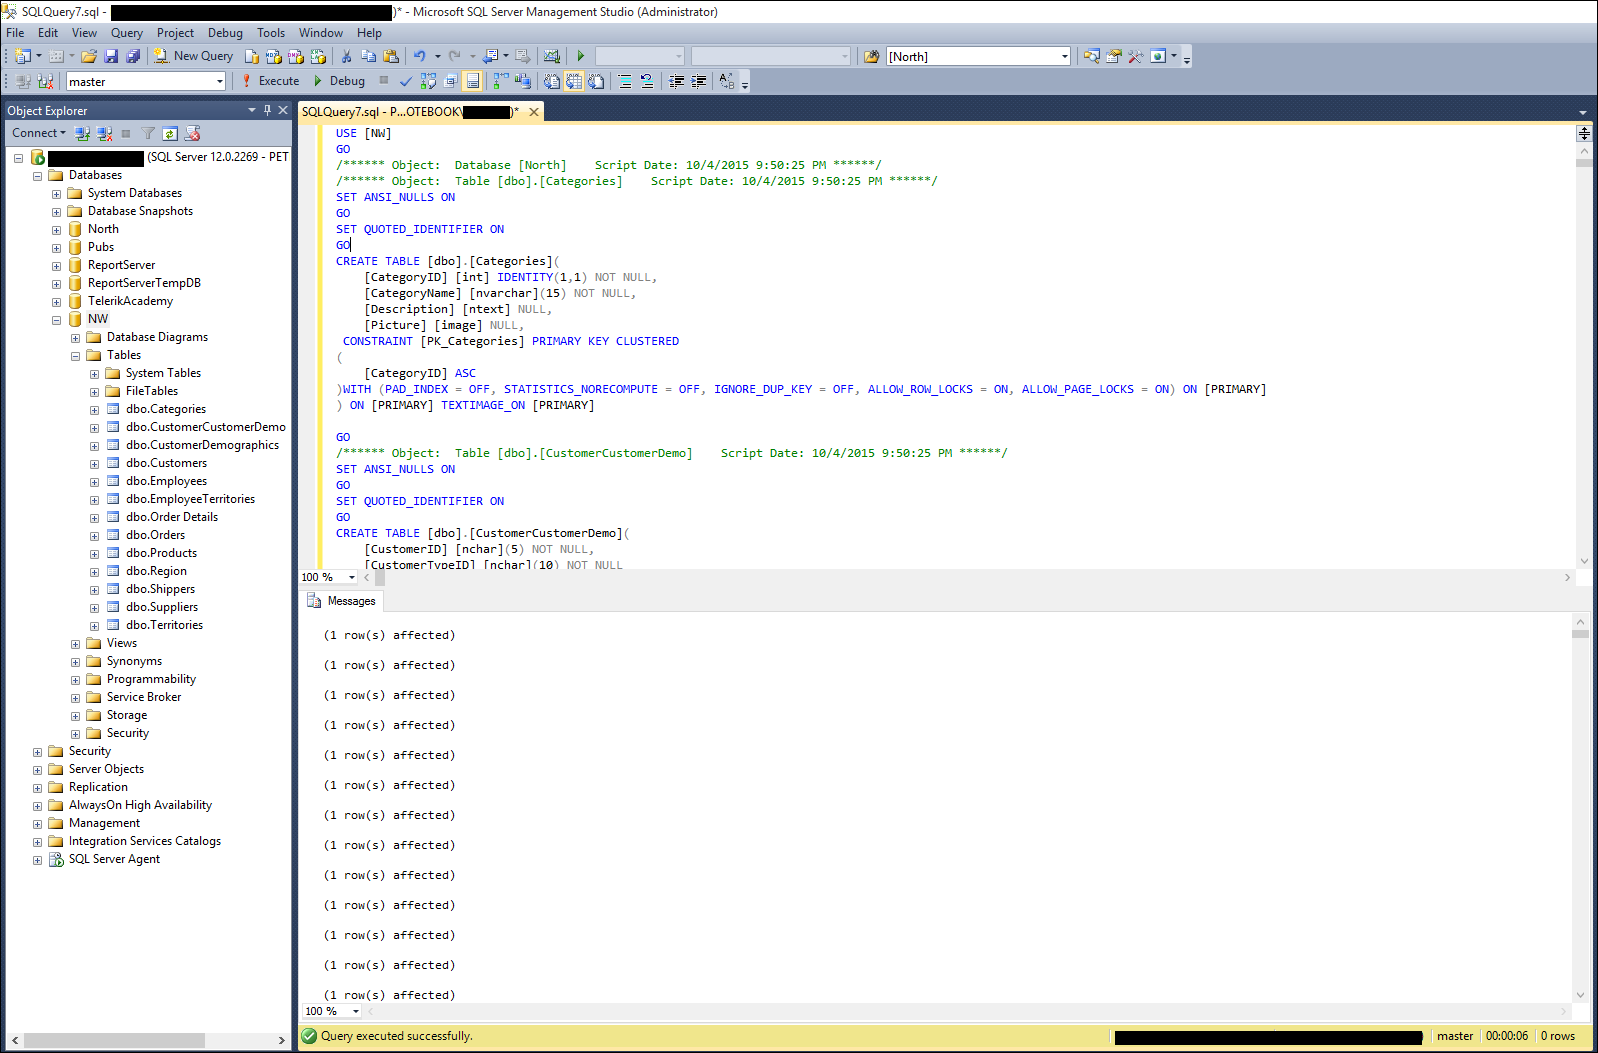 SQLQuery7.sql - )* - Microsoft SQL Server Management Studio (Administrator)
File Edit View Query Project Debug Tools Window Help
New Query [North]
master Execute Debug
Object Explorer
Connect
(SQL Server 12.0.2269 - PET
Databases
System Databases
Database Snapshots
North
Pubs
ReportServer
ReportServerTempDB
TelerikAcademy
NW
Database Diagrams
Tables
System Tables
FileTables
dbo.Categories
dbo.CustomerCustomerDemo
dbo.CustomerDemographics
dbo.Customers
dbo.Employees
dbo.EmployeeTerritories
dbo.Order Details
dbo.Orders
dbo.Products
dbo.Region
dbo.Shippers
dbo.Suppliers
dbo.Territories
Views
Synonyms
Programmability
Service Broker
Storage
Security
Security
Server Objects
Replication
AlwaysOn High Availability
Management
Integration Services Catalogs
SQL Server Agent
SQLQuery7.sql - P...OTEBOOK\ )*
USE [NW]
GO
/****** Object:  Database [North]    Script Date: 10/4/2015 9:50:25 PM ******/
/****** Object:  Table [dbo].[Categories]    Script Date: 10/4/2015 9:50:25 PM ******/
SET ANSI_NULLS ON
GO
SET QUOTED_IDENTIFIER ON
GO
CREATE TABLE [dbo].[Categories](
[CategoryID] [int] IDENTITY(1,1) NOT NULL,
[CategoryName] [nvarchar](15) NOT NULL,
[Description] [ntext] NULL,
[Picture] [image] NULL,
CONSTRAINT [PK_Categories] PRIMARY KEY CLUSTERED
(
[CategoryID] ASC
)WITH (PAD_INDEX = OFF, STATISTICS_NORECOMPUTE = OFF, IGNORE_DUP_KEY = OFF, ALLOW_ROW_LOCKS = ON, ALLOW_PAGE_LOCKS = ON) ON [PRIMARY]
) ON [PRIMARY] TEXTIMAGE_ON [PRIMARY]
GO
/****** Object:  Table [dbo].[CustomerCustomerDemo]    Script Date: 10/4/2015 9:50:25 PM ******/
SET ANSI_NULLS ON
GO
SET QUOTED_IDENTIFIER ON
GO
CREATE TABLE [dbo].[CustomerCustomerDemo](
[CustomerID] [nchar](5) NOT NULL,
[CustomerTypeID] [nchar](10) NOT NULL
100 %
Messages
(1 row(s) affected)
(1 row(s) affected)
(1 row(s) affected)
(1 row(s) affected)
(1 row(s) affected)
(1 row(s) affected)
(1 row(s) affected)
(1 row(s) affected)
(1 row(s) affected)
(1 row(s) affected)
(1 row(s) affected)
(1 row(s) affected)
(1 row(s) affected)
100 %
Query executed successfully. master 00:00:06 0 rows